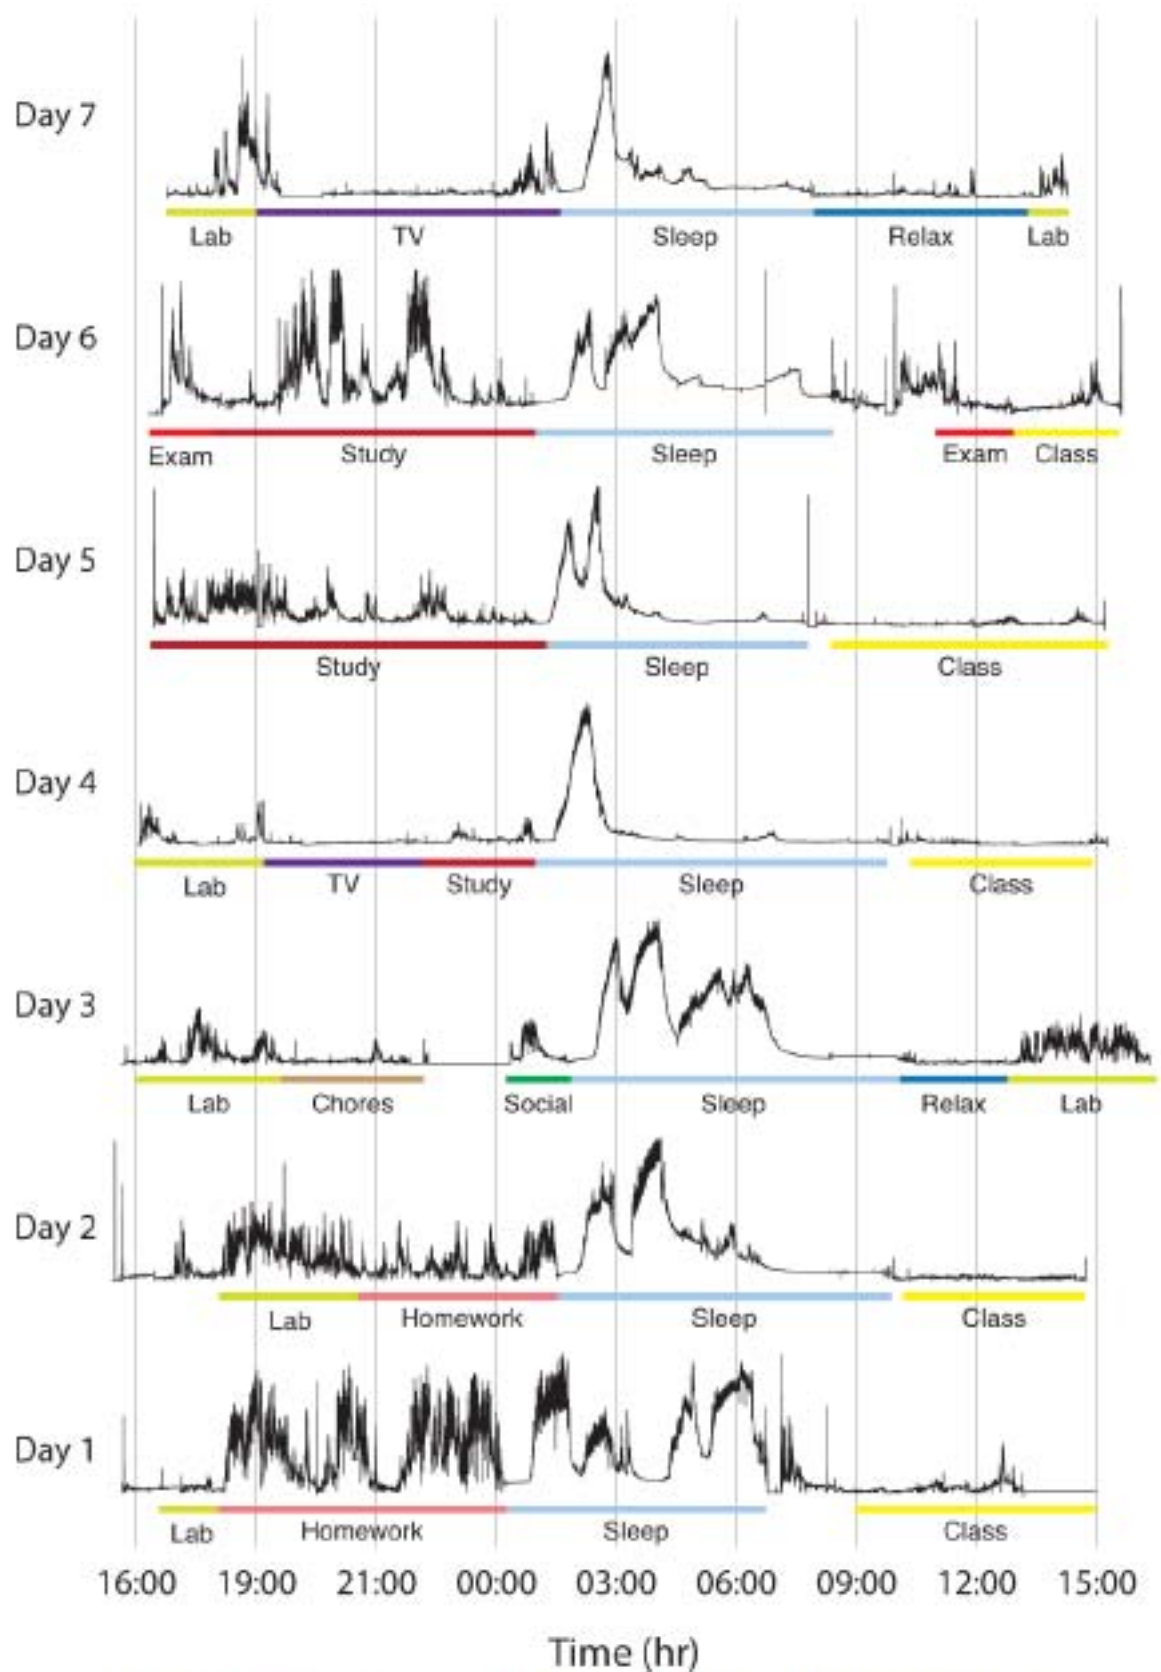 Day 7
Lab TV Sleep Relax Lab
Day 6
Exam Study Sleep Exam Class
Day 5
Study Sleep Class
Day 4
Lab TV Study Sleep Class
Day 3
Lab Chores Social Sleep Relax Lab
Day 2
Lab Homework Sleep Class
Day 1
Lab Homework Sleep Class
16:00 19:00 21:00 00:00 03:00 06:00 09:00 12:00 15:00
Time (hr)